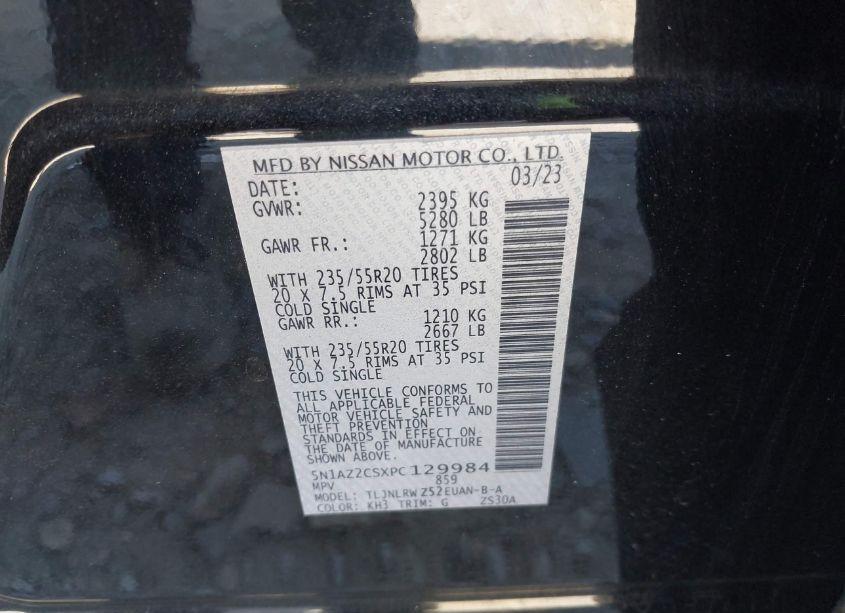 MFD BY NISSAN MOTOR CO., LTD.
DATE: 03/23
GVWR: 2395 KG
5280 LB
GAWR FR.: 1271 KG
2802 LB
WITH 235/55R20 TIRES
20 X 7.5 RIMS AT 35 PSI
COLD SINGLE
GAWR RR.: 1210 KG
2667 LB
WITH 235/55R20 TIRES
20 X 7.5 RIMS AT 35 PSI
COLD SINGLE
THIS VEHICLE CONFORMS TO
ALL APPLICABLE FEDERAL
MOTOR VEHICLE SAFETY AND
THEFT PREVENTION
STANDARDS IN EFFECT ON
THE DATE OF MANUFACTURE
SHOWN ABOVE.
5N1AZ2CSXPC129984
MPV 859
MODEL: TLJNLRW Z52EUAN-B-A
COLOR: KH3 TRIM: G ZS30A